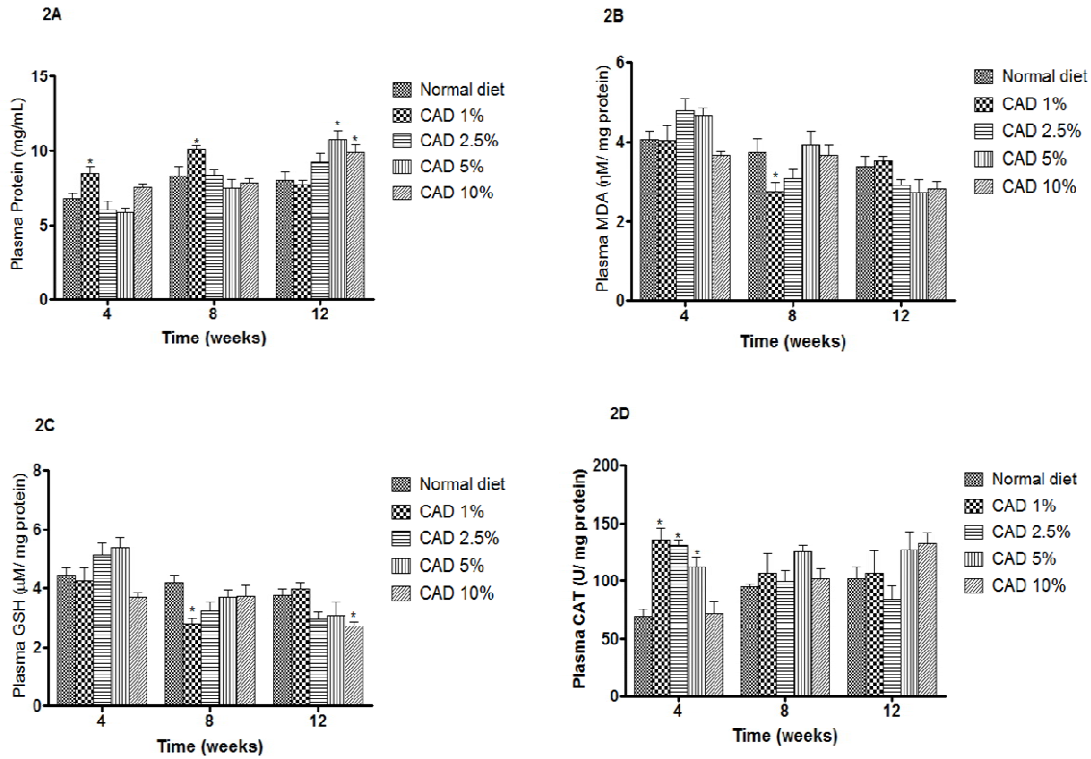 2A
Plasma Protein (mg/mL)
15
10
5
0
*
*
*
*
4
8
12
Time (weeks)
Normal diet
CAD 1%
CAD 2.5%
CAD 5%
CAD 10%
2B
Plasma MDA (ηM/ mg protein)
6
4
2
0
*
4
8
12
Time (weeks)
Normal diet
CAD 1%
CAD 2.5%
CAD 5%
CAD 10%
2C
Plasma GSH (μM/ mg protein)
8
6
4
2
0
*
*
4
8
12
Time (weeks)
Normal diet
CAD 1%
CAD 2.5%
CAD 5%
CAD 10%
2D
Plasma CAT (U/ mg protein)
200
150
100
50
0
*
*
*
4
8
12
Time (weeks)
Normal diet
CAD 1%
CAD 2.5%
CAD 5%
CAD 10%